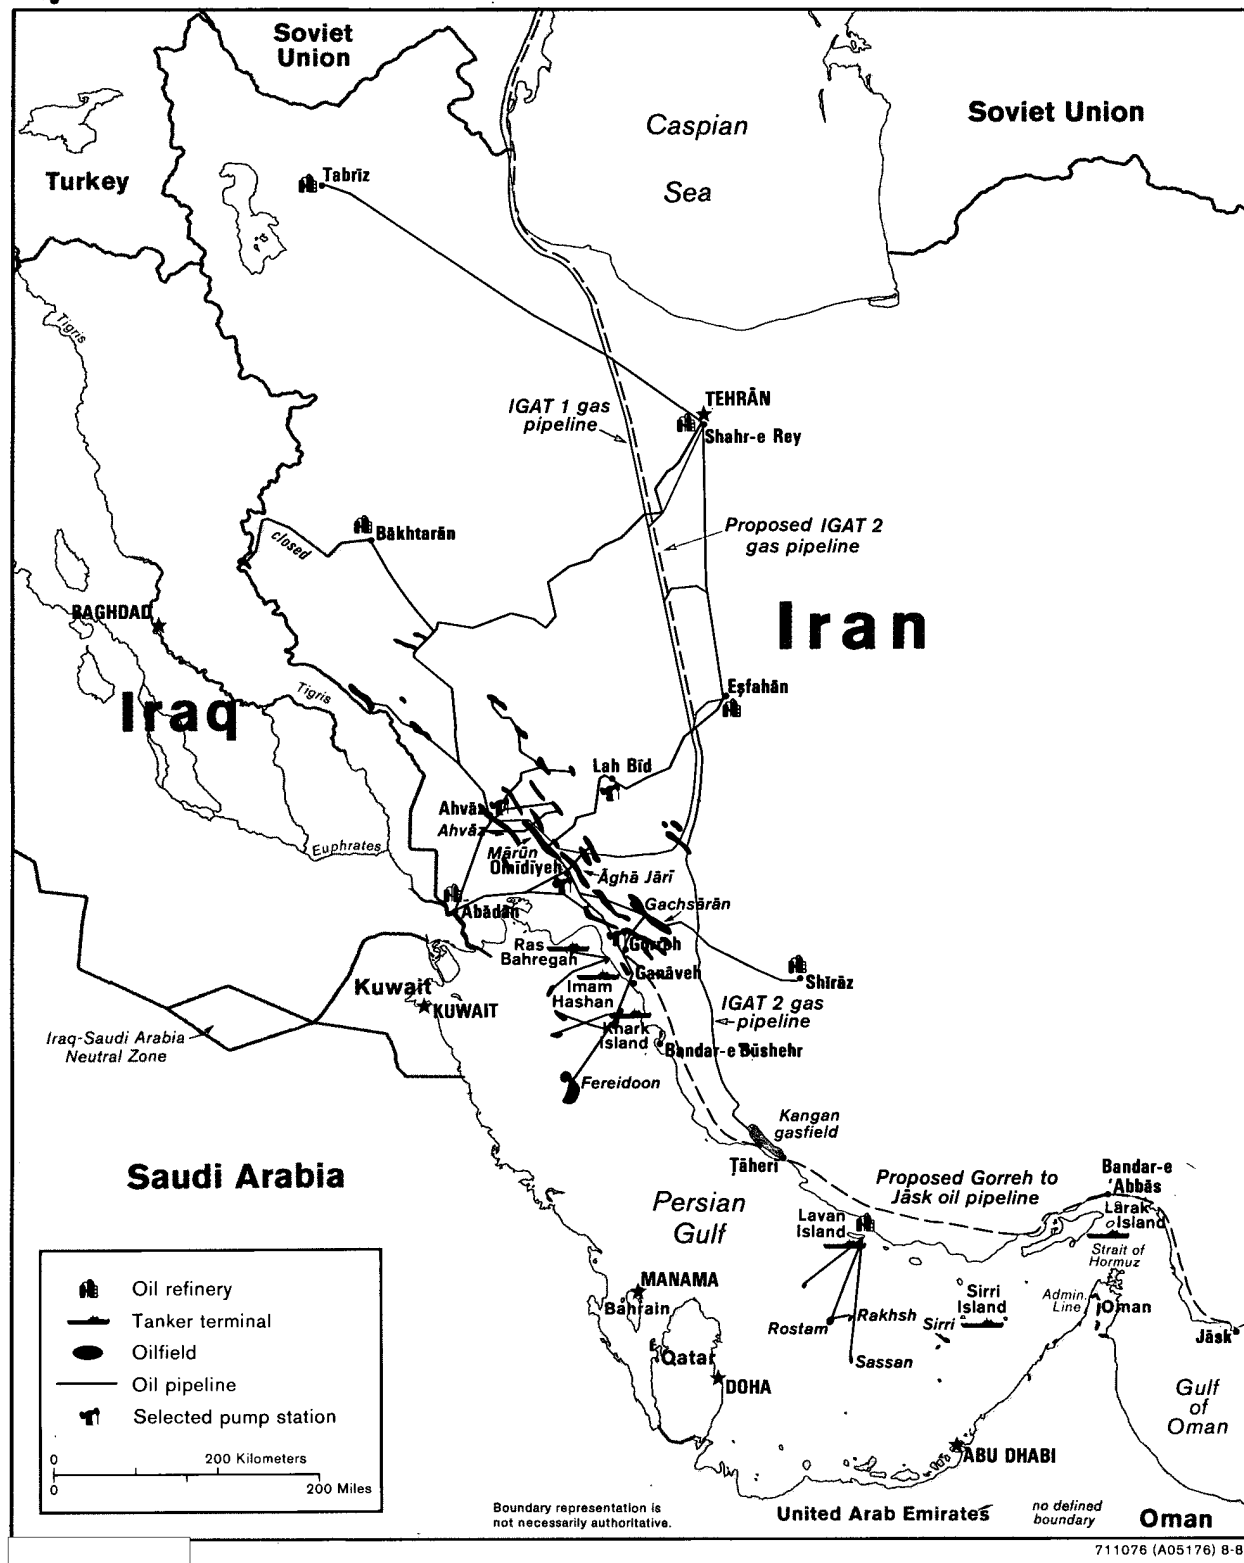 Soviet
Union
Soviet Union
Caspian
Sea
Turkey
Tabrīz
Tigris
IGAT 1 gas
pipeline
TEHRĀN
Shahr-e Rey
Proposed IGAT 2
gas pipeline
closed
Bākhtarān
BAGHDAD
Iran
Iraq
Tigris
Eşfahān
Lah Bīd
Ahvāz
Ahvāz
Mārūn
Omīdīyeh
Euphrates
Āghā Jārī
Gachsārān
Ābādān
Gorreh
Ras
Bahregah
Ganāveh
Shīrāz
Imam
Hashan
Kuwait
KUWAIT
IGAT 2 gas
pipeline
Khark
Island
Iraq-Saudi Arabia
Neutral Zone
Bandar-e Būshehr
Fereidoon
Kangan
gasfield
Ţāherī
Saudi Arabia
Proposed Gorreh to
Jāsk oil pipeline
Bandar-e
'Abbās
Persian
Gulf
Lavan
Island
Lārak
Island
Strait of
Hormuz
MANAMA
Bahrain
Sirri
Island
Admin.
Line
Oman
Rostam
Rakhsh
Sirri
Jāsk
Sassan
Qatar
DOHA
Gulf
of
Oman
ABU DHABI
Oil refinery
Tanker terminal
Oilfield
Oil pipeline
Selected pump station
0 200 Kilometers
0 200 Miles
Boundary representation is
not necessarily authoritative.
United Arab Emirates
no defined
boundary
Oman
711076 (A05176) 8-8